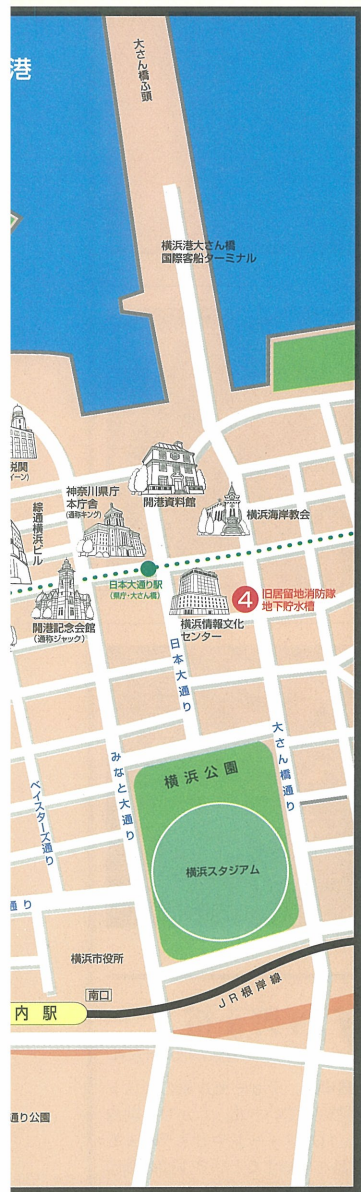 港
大さん橋ふ頭
横浜港大さん橋
国際客船ターミナル
税関
イーン)
神奈川県庁
本庁舎
(通称キング)
開港資料館
横浜海岸教会
綜通横浜ビル
日本大通り駅
(県庁・大さん橋)
4
旧居留地消防隊
地下貯水槽
開港記念会館
(通称ジャック)
横浜情報文化
センター
日本大通り
みなと大通り
大さん橋通り
ベイスターズ通り
横浜公園
横浜スタジアム
通り
横浜市役所
南口
JR根岸線
内駅
通り公園